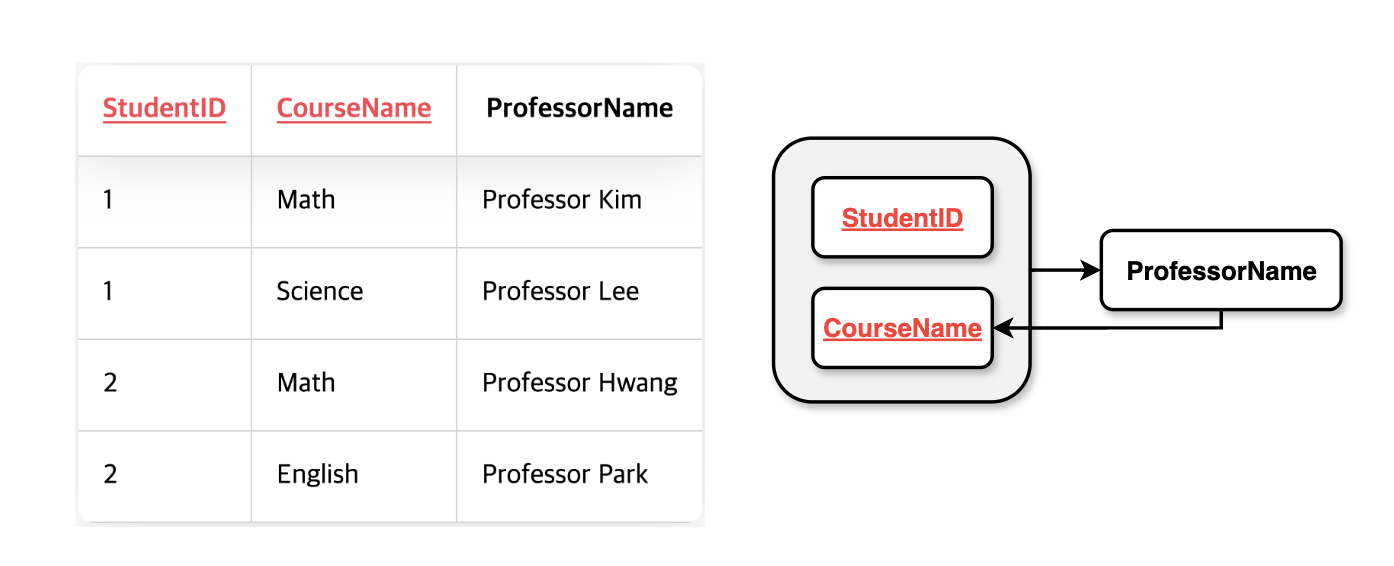 StudentID CourseName ProfessorName
1 Math Professor Kim
1 Science Professor Lee
2 Math Professor Hwang
2 English Professor Park
StudentID
CourseName
ProfessorName